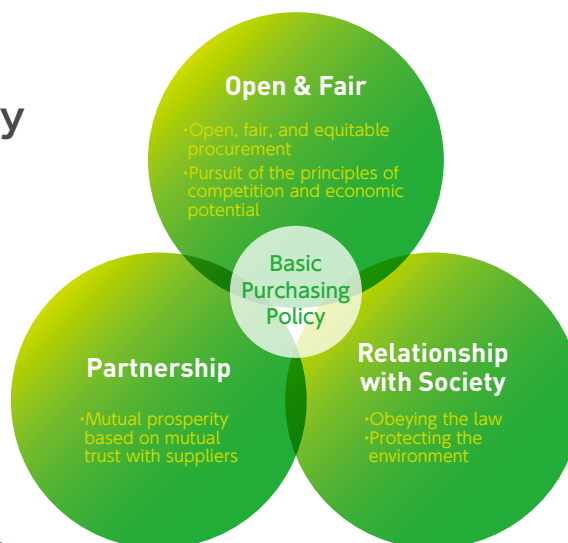 y
Open & Fair
・Open, fair, and equitable
procurement
・Pursuit of the principles of
competition and economic
potential
Basic
Purchasing
Policy
Partnership
・Mutual prosperity
based on mutual
trust with suppliers
Relationship
with Society
・Obeying the law
・Protecting the
environment